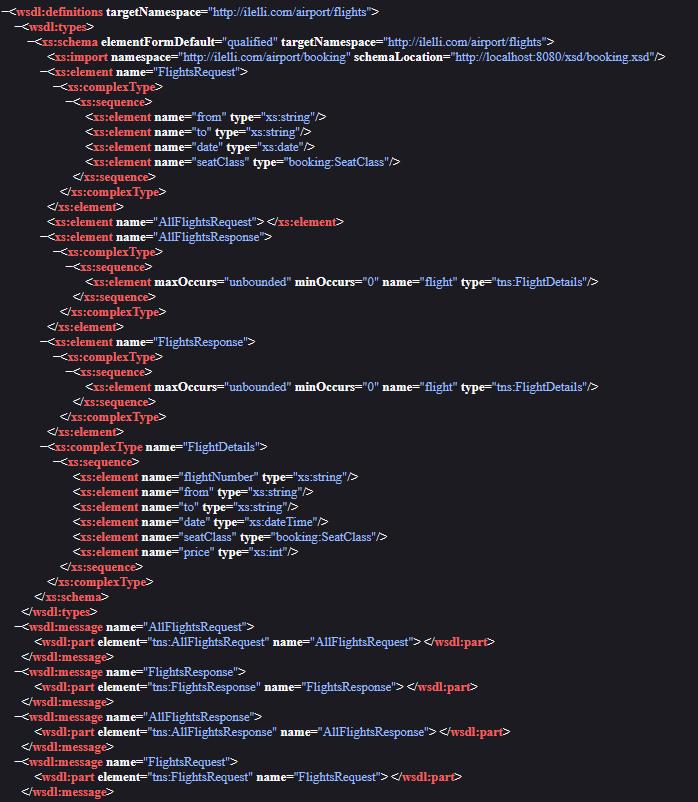 −<wsdl:definitions targetNamespace="http://ilelli.com/airport/flights">
−<wsdl:types>
−<xs:schema elementFormDefault="qualified" targetNamespace="http://ilelli.com/airport/flights">
<xs:import namespace="http://ilelli.com/airport/booking" schemaLocation="http://localhost:8080/xsd/booking.xsd"/>
−<xs:element name="FlightsRequest">
−<xs:complexType>
−<xs:sequence>
<xs:element name="from" type="xs:string"/>
<xs:element name="to" type="xs:string"/>
<xs:element name="date" type="xs:date"/>
<xs:element name="seatClass" type="booking:SeatClass"/>
</xs:sequence>
</xs:complexType>
</xs:element>
<xs:element name="AllFlightsRequest"> </xs:element>
−<xs:element name="AllFlightsResponse">
−<xs:complexType>
−<xs:sequence>
<xs:element maxOccurs="unbounded" minOccurs="0" name="flight" type="tns:FlightDetails"/>
</xs:sequence>
</xs:complexType>
</xs:element>
−<xs:element name="FlightsResponse">
−<xs:complexType>
−<xs:sequence>
<xs:element maxOccurs="unbounded" minOccurs="0" name="flight" type="tns:FlightDetails"/>
</xs:sequence>
</xs:complexType>
</xs:element>
−<xs:complexType name="FlightDetails">
−<xs:sequence>
<xs:element name="flightNumber" type="xs:string"/>
<xs:element name="from" type="xs:string"/>
<xs:element name="to" type="xs:string"/>
<xs:element name="date" type="xs:dateTime"/>
<xs:element name="seatClass" type="booking:SeatClass"/>
<xs:element name="price" type="xs:int"/>
</xs:sequence>
</xs:complexType>
</xs:schema>
</wsdl:types>
−<wsdl:message name="AllFlightsRequest">
<wsdl:part element="tns:AllFlightsRequest" name="AllFlightsRequest"> </wsdl:part>
</wsdl:message>
−<wsdl:message name="FlightsResponse">
<wsdl:part element="tns:FlightsResponse" name="FlightsResponse"> </wsdl:part>
</wsdl:message>
−<wsdl:message name="AllFlightsResponse">
<wsdl:part element="tns:AllFlightsResponse" name="AllFlightsResponse"> </wsdl:part>
</wsdl:message>
−<wsdl:message name="FlightsRequest">
<wsdl:part element="tns:FlightsRequest" name="FlightsRequest"> </wsdl:part>
</wsdl:message>